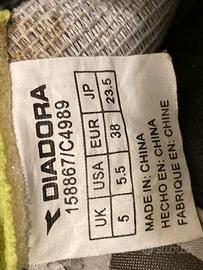 DIADORA
158867/C4989
UK USA EUR JP
5 5.5 38 23.5
MADE IN: CHINA
HECHO EN: CHINA
FABRIQUE EN: CHINE